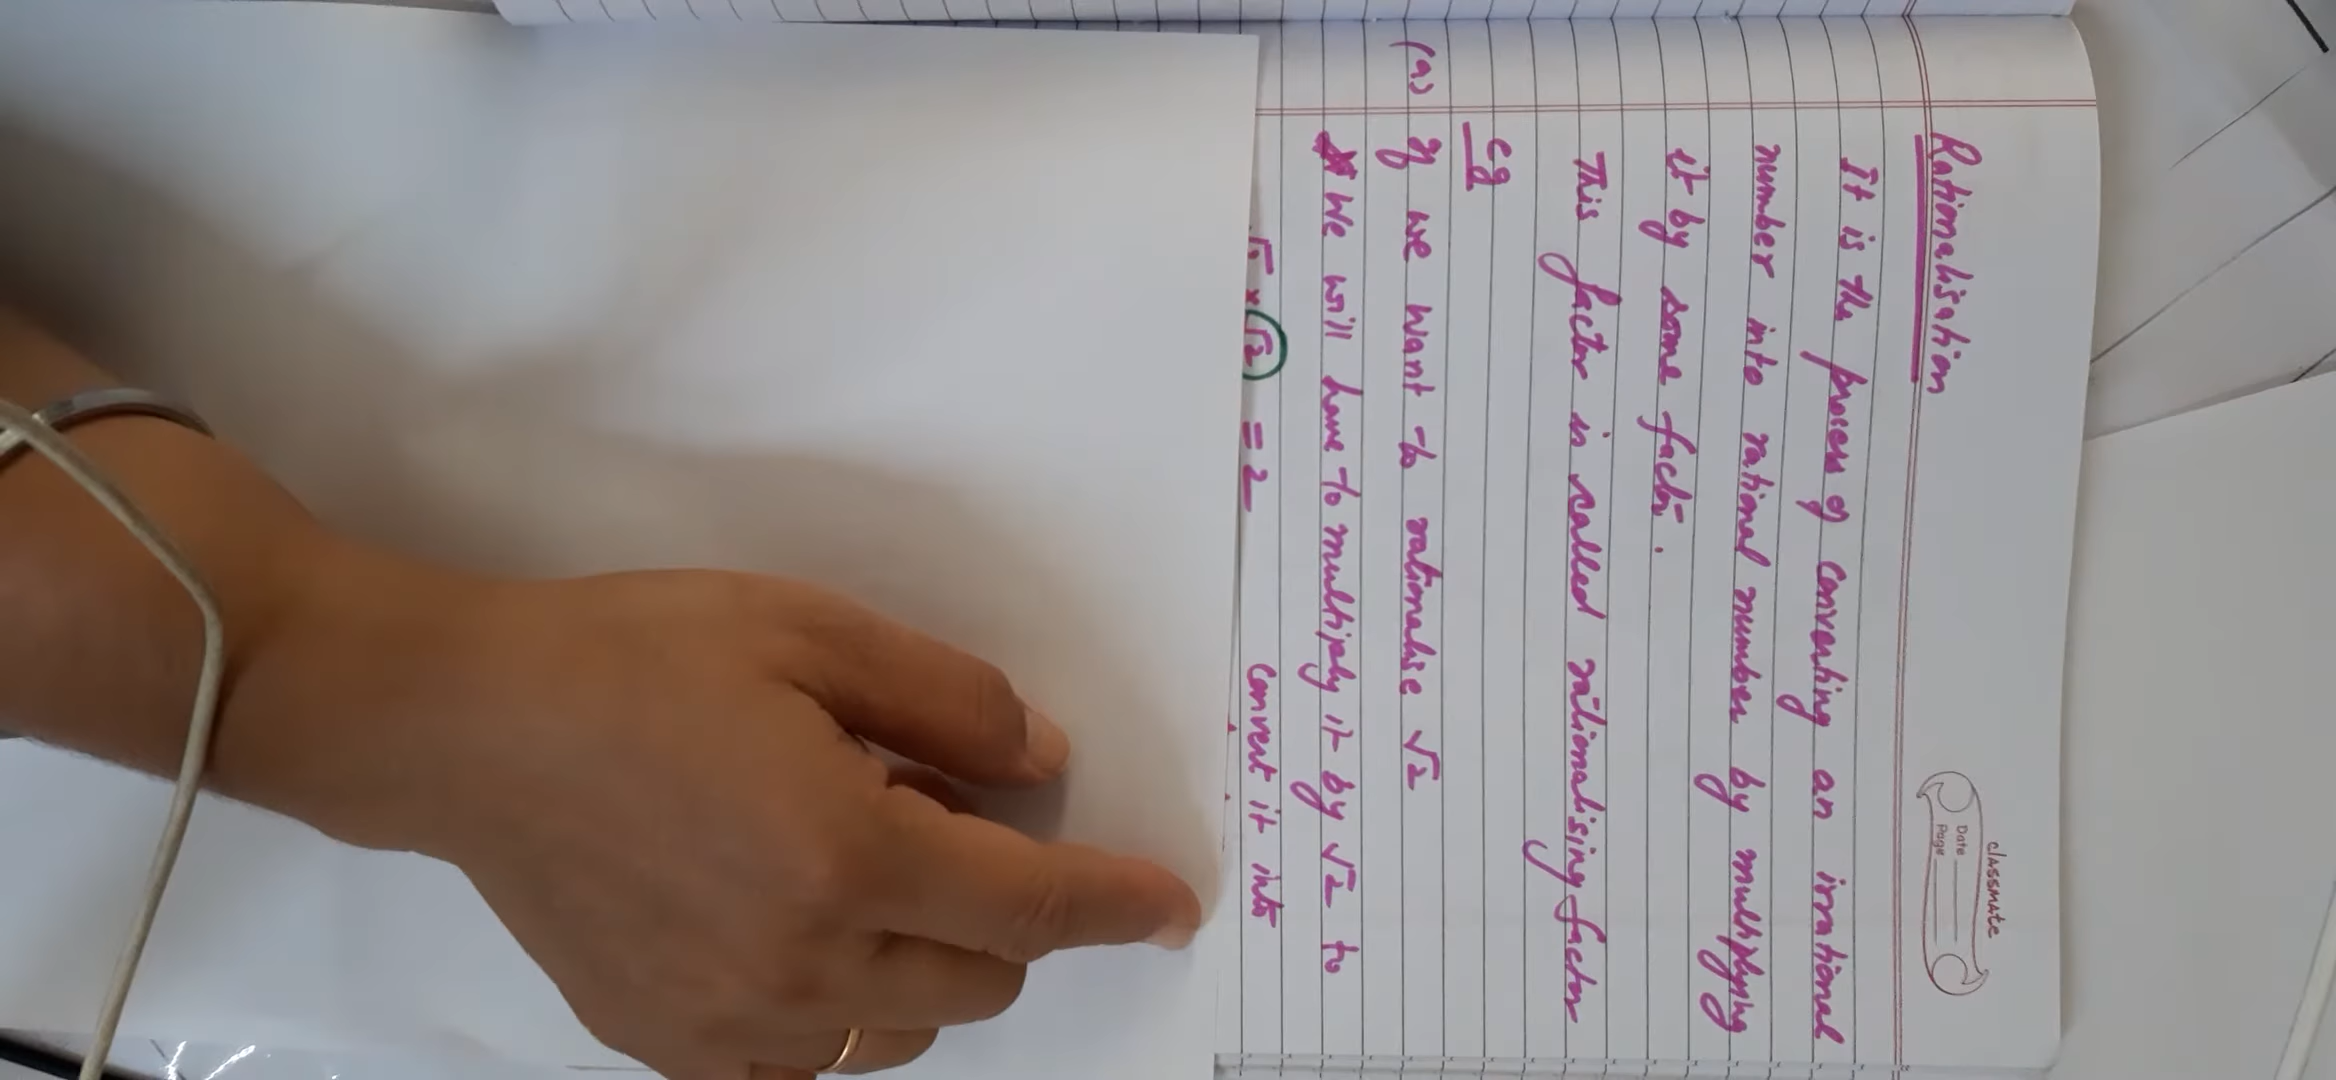 classmate
Date
Page
Rationalisation
It is the process of converting an irrational
number into rational number by multiplying
it by some factor.
This factor is called rationalising factor
eg
(a) If we want to rationalise √2
We will have to multiply it by √2 to
× √2 = 2 convert it into